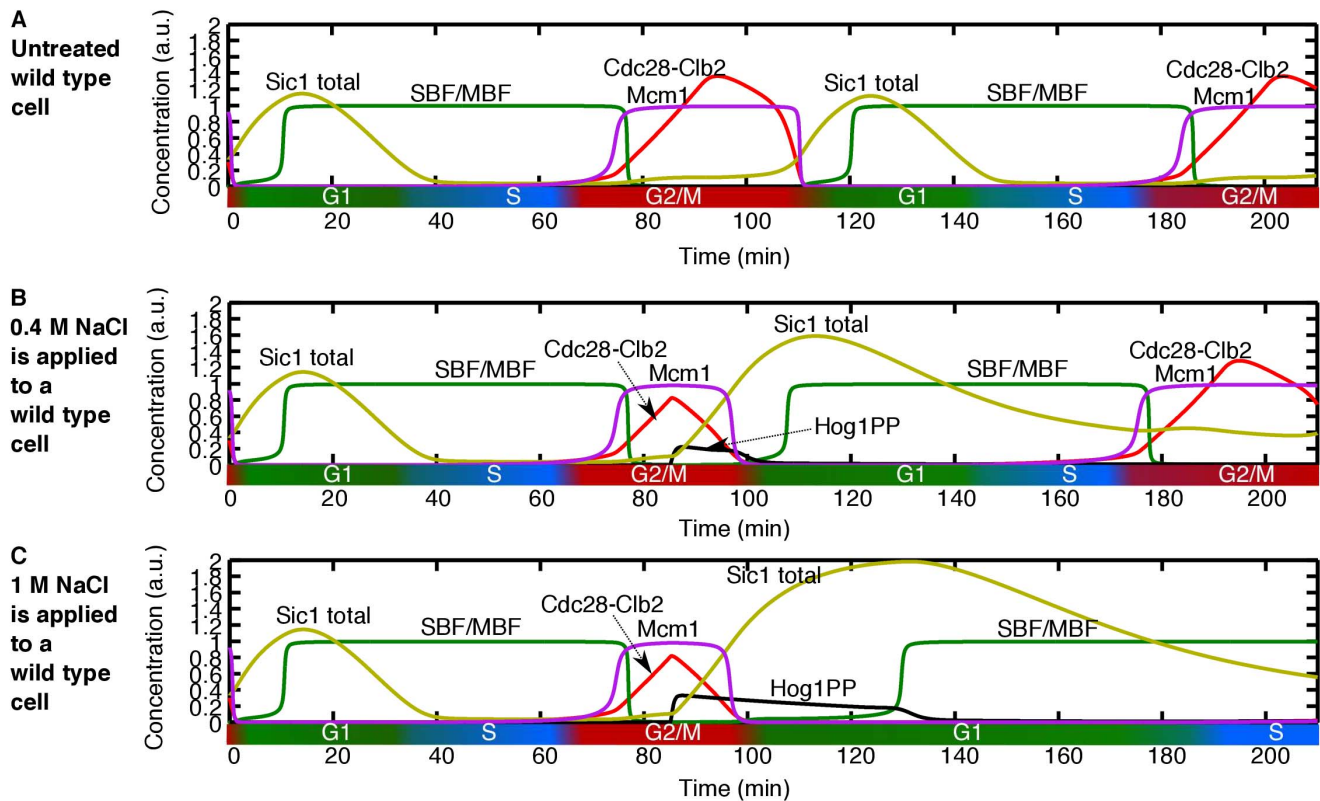 A
Untreated
wild type
cell
Concentration (a.u.)
2
1.8
1.6
1.4
1.2
1
0.8
0.6
0.4
0.2
0
Sic1 total
SBF/MBF
Cdc28-Clb2
Mcm1
Sic1 total
SBF/MBF
Cdc28-Clb2
Mcm1
G1
S
G2/M
G1
S
G2/M
0 20 40 60 80 100 120 140 160 180 200
Time (min)
B
0.4 M NaCl
is applied
to a
wild type
cell
Concentration (a.u.)
2
1.8
1.6
1.4
1.2
1
0.8
0.6
0.4
0.2
0
Sic1 total
SBF/MBF
Cdc28-Clb2
Mcm1
Sic1 total
Hog1PP
SBF/MBF
Cdc28-Clb2
Mcm1
G1
S
G2/M
G1
S
G2/M
0 20 40 60 80 100 120 140 160 180 200
Time (min)
C
1 M NaCl
is applied
to a
wild type
cell
Concentration (a.u.)
2
1.8
1.6
1.4
1.2
1
0.8
0.6
0.4
0.2
0
Sic1 total
SBF/MBF
Cdc28-Clb2
Mcm1
Sic1 total
Hog1PP
SBF/MBF
G1
S
G2/M
G1
S
0 20 40 60 80 100 120 140 160 180 200
Time (min)